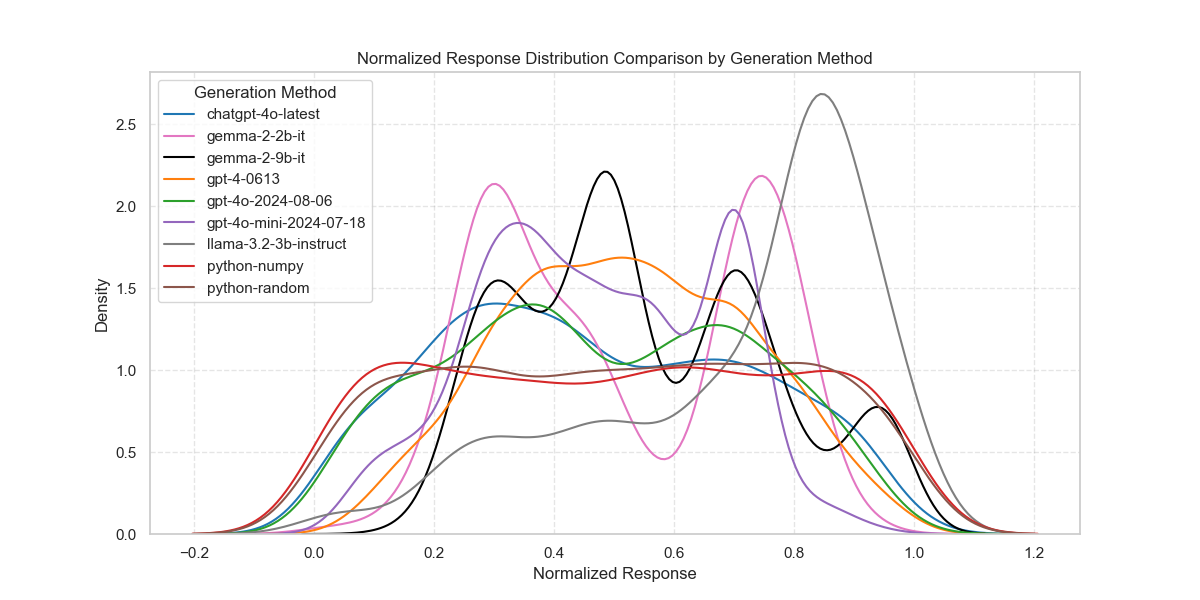 Normalized Response Distribution Comparison by Generation Method
Generation Method
chatgpt-4o-latest
gemma-2-2b-it
gemma-2-9b-it
gpt-4-0613
gpt-4o-2024-08-06
gpt-4o-mini-2024-07-18
llama-3.2-3b-instruct
python-numpy
python-random
Density
2.5
2.0
1.5
1.0
0.5
0.0
−0.2 0.0 0.2 0.4 0.6 0.8 1.0 1.2
Normalized Response